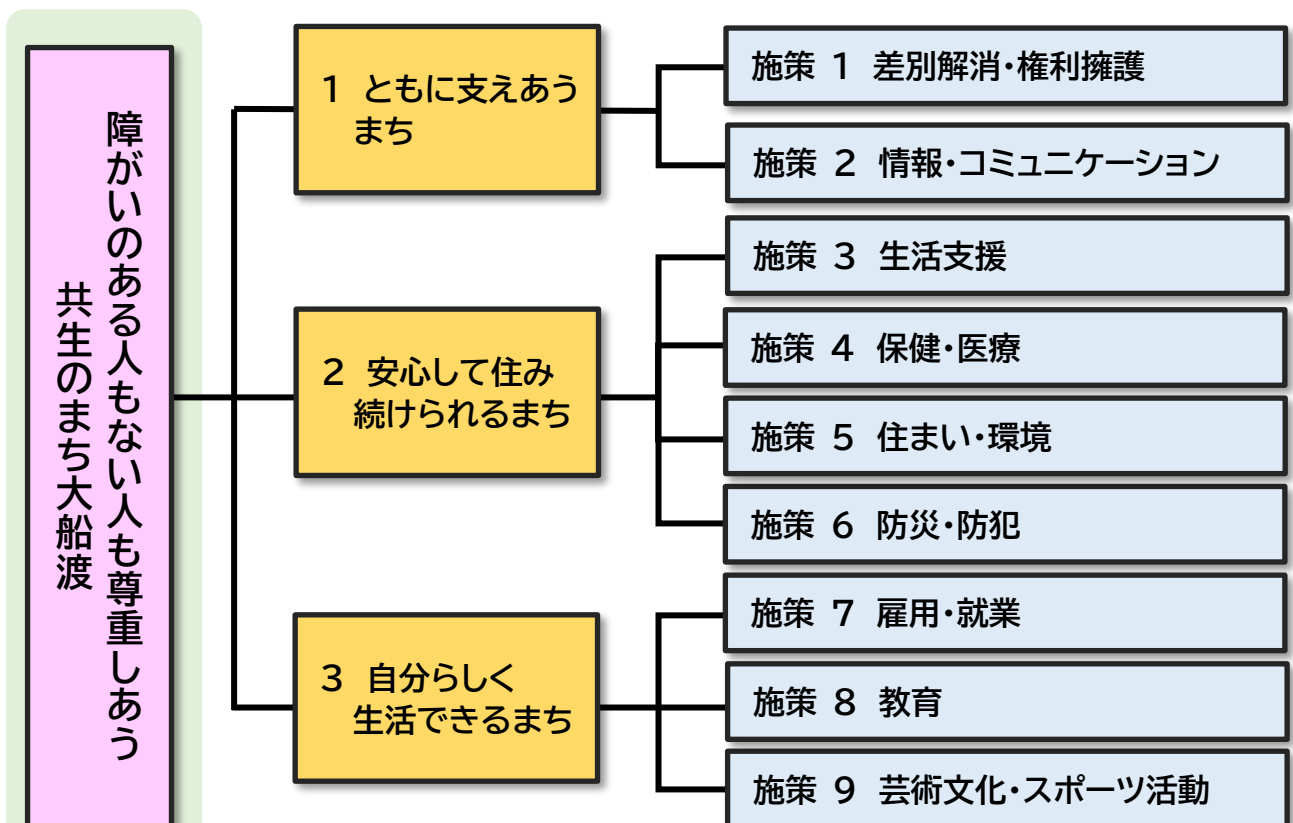 障がいのある人もない人も尊重しあう
共生のまち大船渡
1 ともに支えあう
まち
施策 1 差別解消・権利擁護
施策 2 情報・コミュニケーション
2 安心して住み
続けられるまち
施策 3 生活支援
施策 4 保健・医療
施策 5 住まい・環境
施策 6 防災・防犯
3 自分らしく
生活できるまち
施策 7 雇用・就業
施策 8 教育
施策 9 芸術文化・スポーツ活動